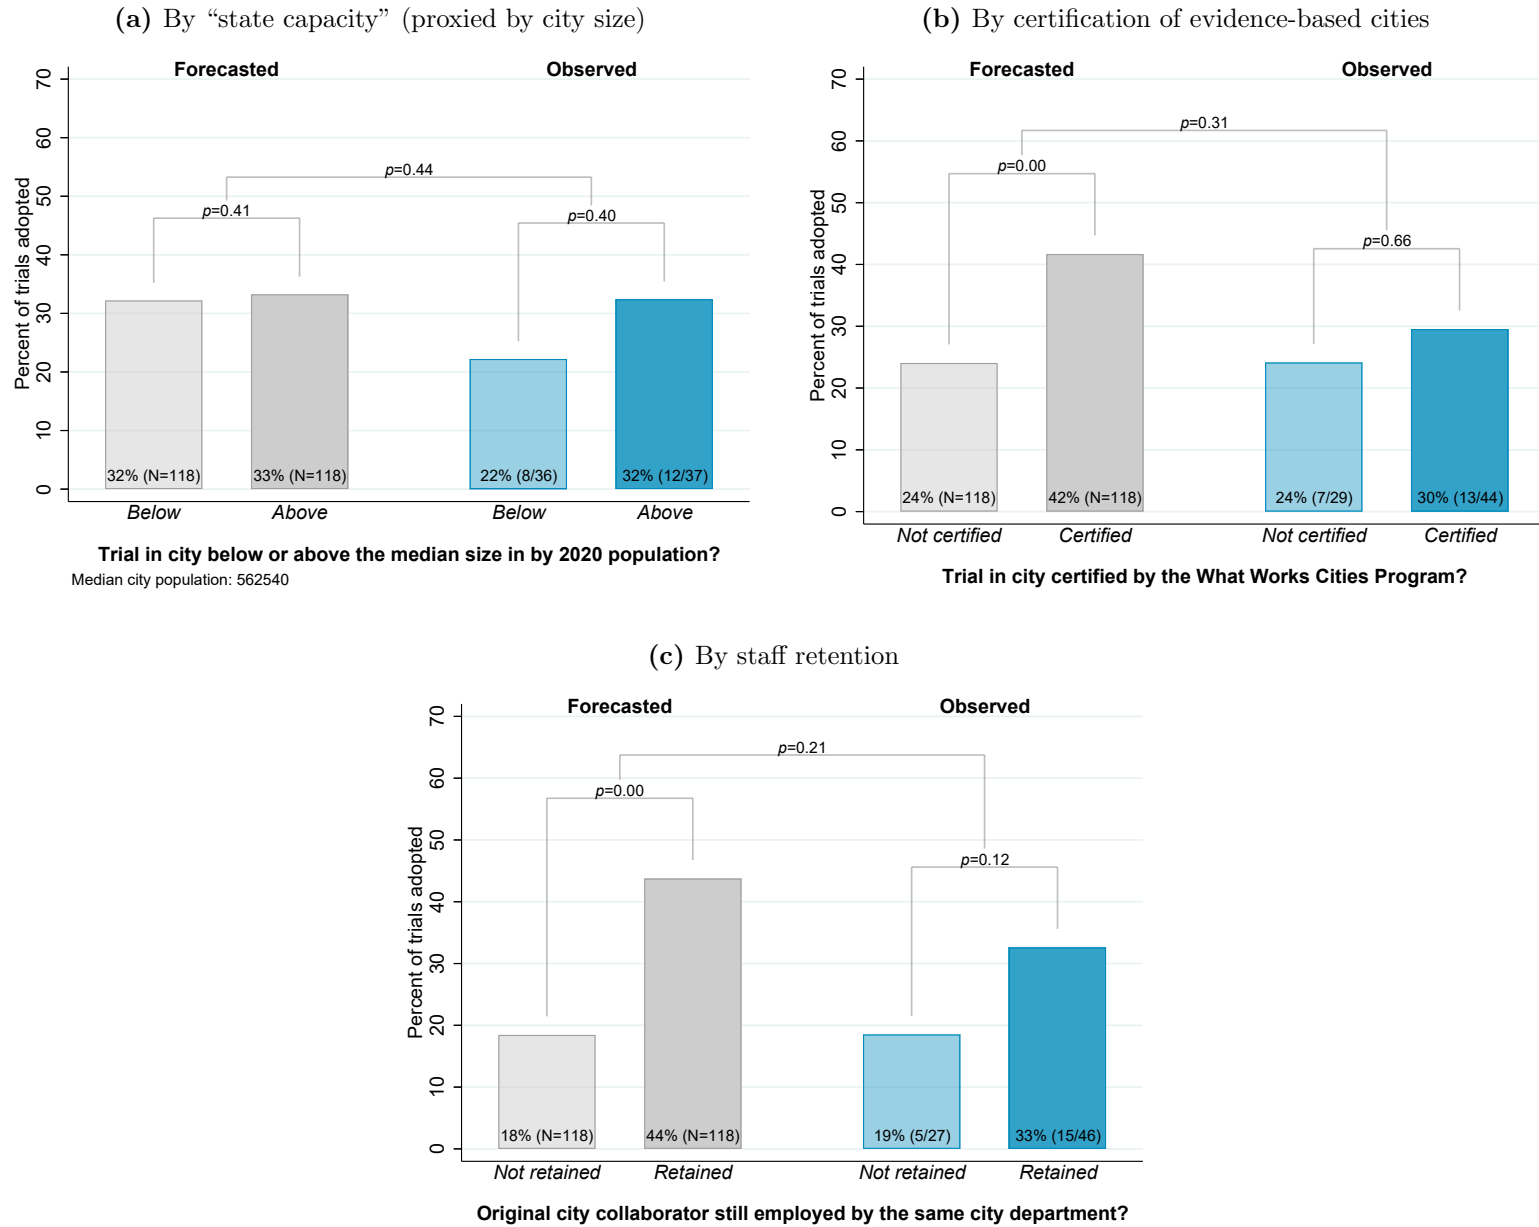 (a) By “state capacity” (proxied by city size)
Forecasted Observed
Percent of trials adopted
70
60
50
40
30
20
10
0
p=0.44
p=0.41
p=0.40
32% (N=118) 33% (N=118) 22% (8/36) 32% (12/37)
Below Above Below Above
Trial in city below or above the median size in by 2020 population?
Median city population: 562540
(b) By certification of evidence-based cities
Forecasted Observed
Percent of trials adopted
70
60
50
40
30
20
10
0
p=0.31
p=0.00
p=0.66
24% (N=118) 42% (N=118) 24% (7/29) 30% (13/44)
Not certified Certified Not certified Certified
Trial in city certified by the What Works Cities Program?
(c) By staff retention
Forecasted Observed
Percent of trials adopted
70
60
50
40
30
20
10
0
p=0.21
p=0.00
p=0.12
18% (N=118) 44% (N=118) 19% (5/27) 33% (15/46)
Not retained Retained Not retained Retained
Original city collaborator still employed by the same city department?